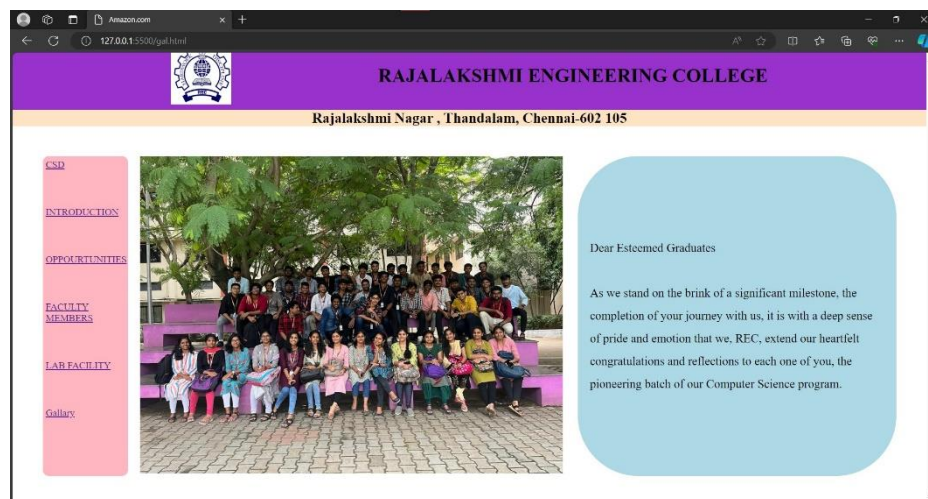 Amazon.com
127.0.0.1:5500/gal.html
REC
RAJALAKSHMI ENGINEERING COLLEGE
Rajalakshmi Nagar , Thandalam, Chennai-602 105
CSD
INTRODUCTION
OPPOURTUNITIES
FACULTY
MEMBERS
LAB FACILITY
Gallary
Dear Esteemed Graduates
As we stand on the brink of a significant milestone, the
completion of your journey with us, it is with a deep sense
of pride and emotion that we, REC, extend our heartfelt
congratulations and reflections to each one of you, the
pioneering batch of our Computer Science program.